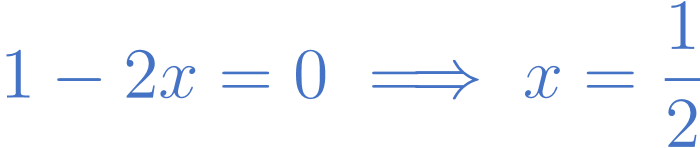 1 − 2x = 0 ⟹ x = 1/2